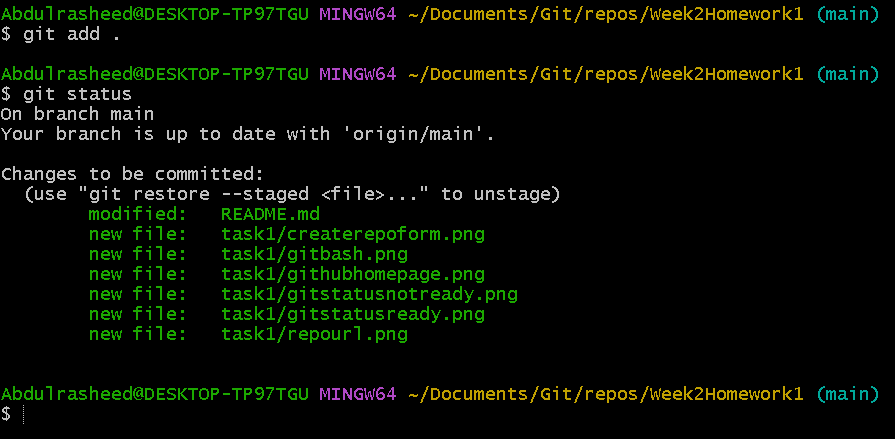 Abdulrasheed@DESKTOP-TP97TGU MINGW64 ~/Documents/Git/repos/Week2Homework1 (main)
$ git add .
Abdulrasheed@DESKTOP-TP97TGU MINGW64 ~/Documents/Git/repos/Week2Homework1 (main)
$ git status
On branch main
Your branch is up to date with 'origin/main'.
Changes to be committed:
  (use "git restore --staged <file>..." to unstage)
        modified:   README.md
        new file:   task1/createrepoform.png
        new file:   task1/gitbash.png
        new file:   task1/githubhomepage.png
        new file:   task1/gitstatusnotready.png
        new file:   task1/gitstatusready.png
        new file:   task1/repourl.png
Abdulrasheed@DESKTOP-TP97TGU MINGW64 ~/Documents/Git/repos/Week2Homework1 (main)
$